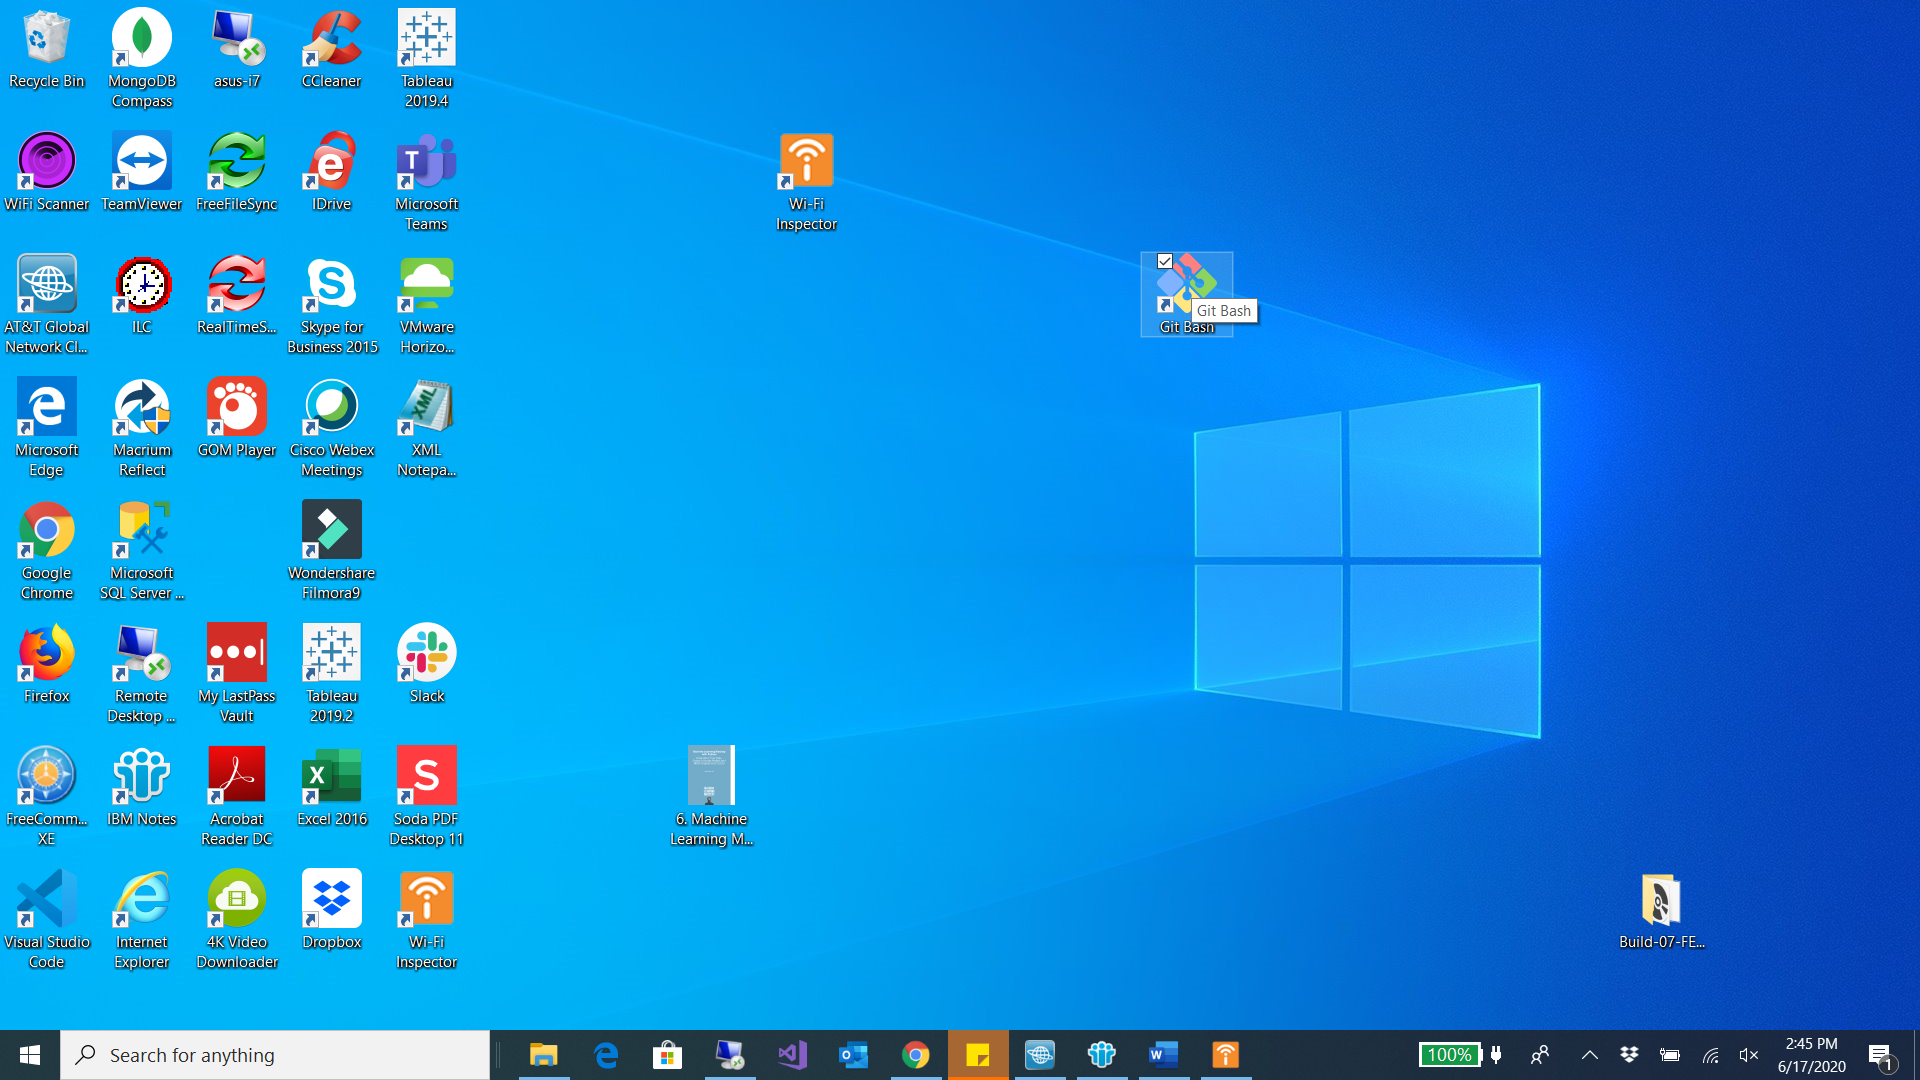 Recycle Bin
MongoDB
Compass
asus-i7
CCleaner
Tableau
2019.4
WiFi Scanner
TeamViewer
FreeFileSync
IDrive
Microsoft
Teams
Wi-Fi
Inspector
AT&T Global
Network Cl...
ILC
RealTimeS...
Skype for
Business 2015
VMware
Horizo...
Git Bash
Git Bash
Microsoft
Edge
Macrium
Reflect
GOM Player
Cisco Webex
Meetings
XML
Notepa...
Google
Chrome
Microsoft
SQL Server ...
Wondershare
Filmora9
Firefox
Remote
Desktop ...
My LastPass
Vault
Tableau
2019.2
Slack
FreeComm...
XE
IBM Notes
Acrobat
Reader DC
Excel 2016
Soda PDF
Desktop 11
6. Machine
Learning M...
Visual Studio
Code
Internet
Explorer
4K Video
Downloader
Dropbox
Wi-Fi
Inspector
Build-07-FE...
Search for anything
100%
2:45 PM
6/17/2020
1